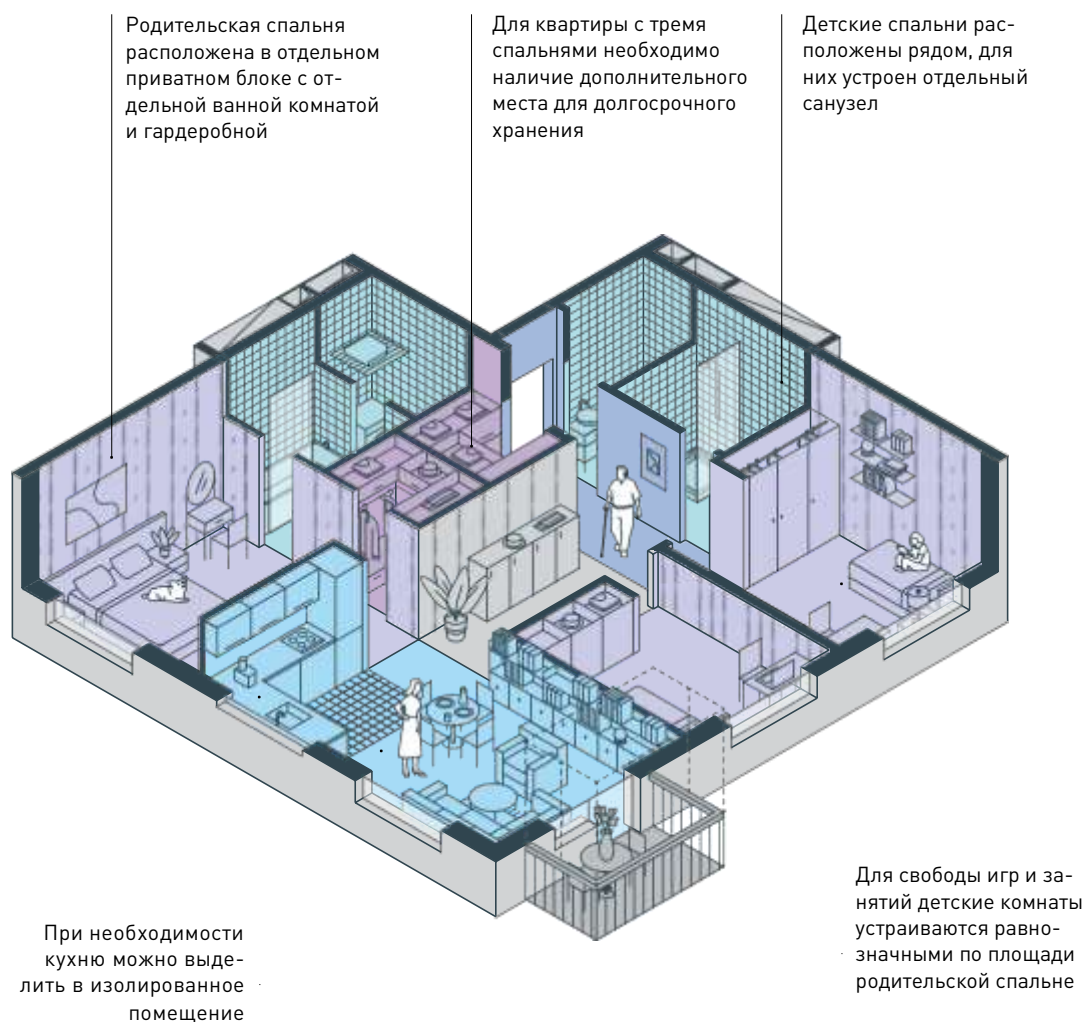 Родительская спальня
расположена в отдельном
приватном блоке с от-
дельной ванной комнатой
и гардеробной
Для квартиры с тремя
спальнями необходимо
наличие дополнительного
места для долгосрочного
хранения
Детские спальни рас-
положены рядом, для
них устроен отдельный
санузел
При необходимости
кухню можно выде-
лить в изолированное
помещение
Для свободы игр и за-
нятий детские комнаты
устраиваются равно-
значными по площади
родительской спальне